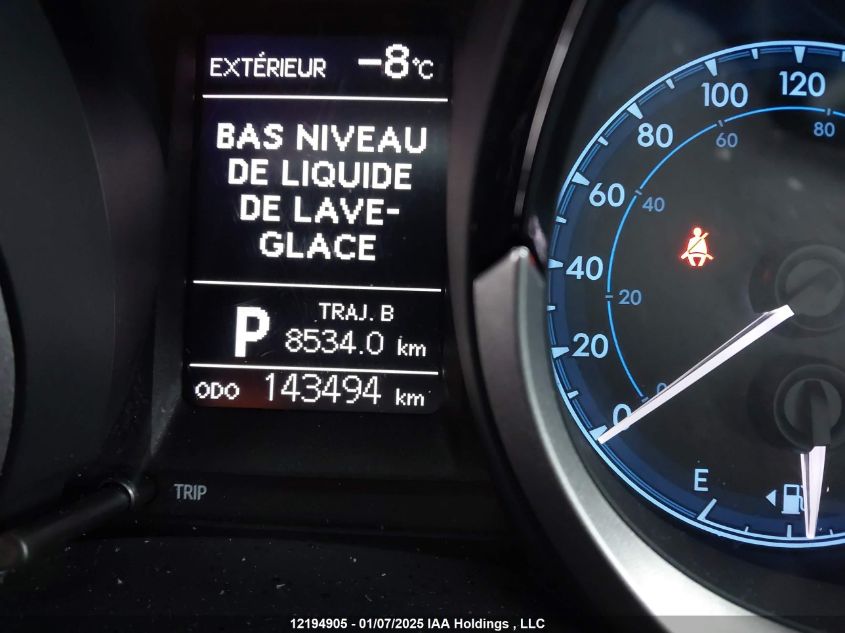 EXTÉRIEUR -8°C
BAS NIVEAU
DE LIQUIDE
DE LAVE-
GLACE
P
TRAJ. B
8534.0 km
ODO 143494 km
TRIP
0
20
40
60
80
100
120
0
20
40
60
80
E
12194905 - 01/07/2025 IAA Holdings , LLC